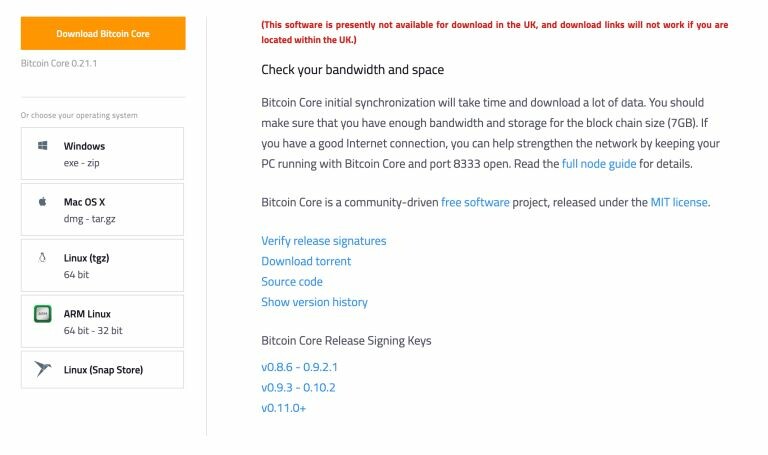 Download Bitcoin Core
Bitcoin Core 0.21.1
Or choose your operating system
Windows
exe - zip
Mac OS X
dmg - tar.gz
Linux (tgz)
64 bit
ARM Linux
64 bit - 32 bit
Linux (Snap Store)
(This software is presently not available for download in the UK, and download links will not work if you are
located within the UK.)
Check your bandwidth and space
Bitcoin Core initial synchronization will take time and download a lot of data. You should
make sure that you have enough bandwidth and storage for the block chain size (7GB). If
you have a good Internet connection, you can help strengthen the network by keeping your
PC running with Bitcoin Core and port 8333 open. Read the full node guide for details.
Bitcoin Core is a community-driven free software project, released under the MIT license.
Verify release signatures
Download torrent
Source code
Show version history
Bitcoin Core Release Signing Keys
v0.8.6 - 0.9.2.1
v0.9.3 - 0.10.2
v0.11.0+